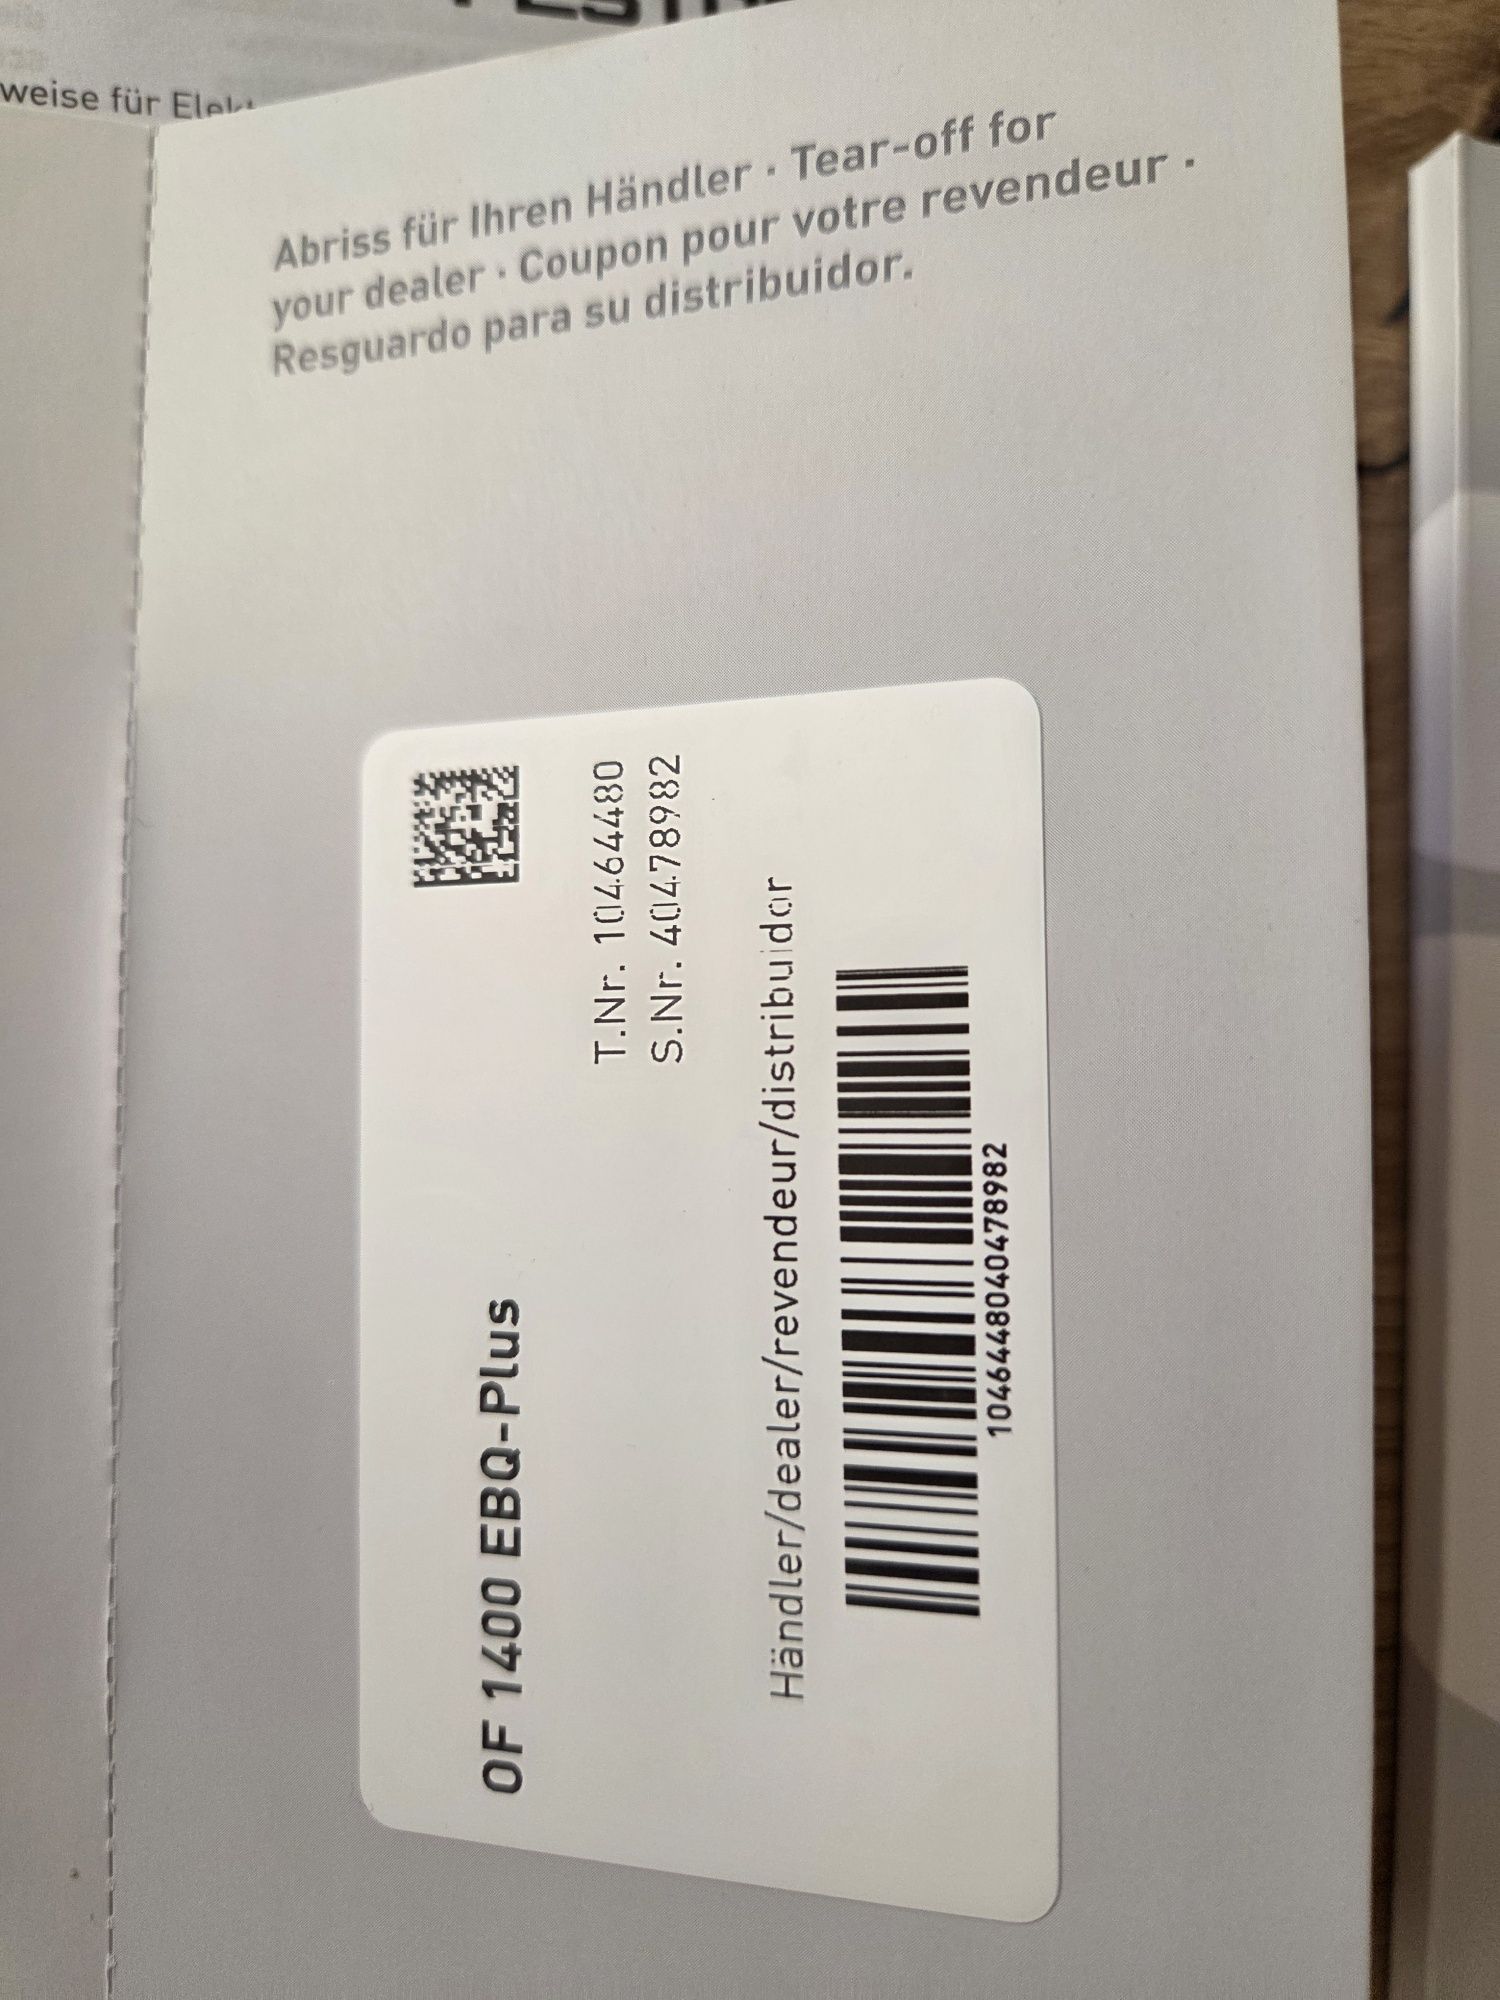 weise für Elekt
Abriss für Ihren Händler · Tear-off for
your dealer · Coupon pour votre revendeur ·
Resguardo para su distribuidor.
OF 1400 EBQ-Plus
T.Nr. 10464480
S.Nr. 40478982
Händler/dealer/revendeur/distribuidor
1046448040478982